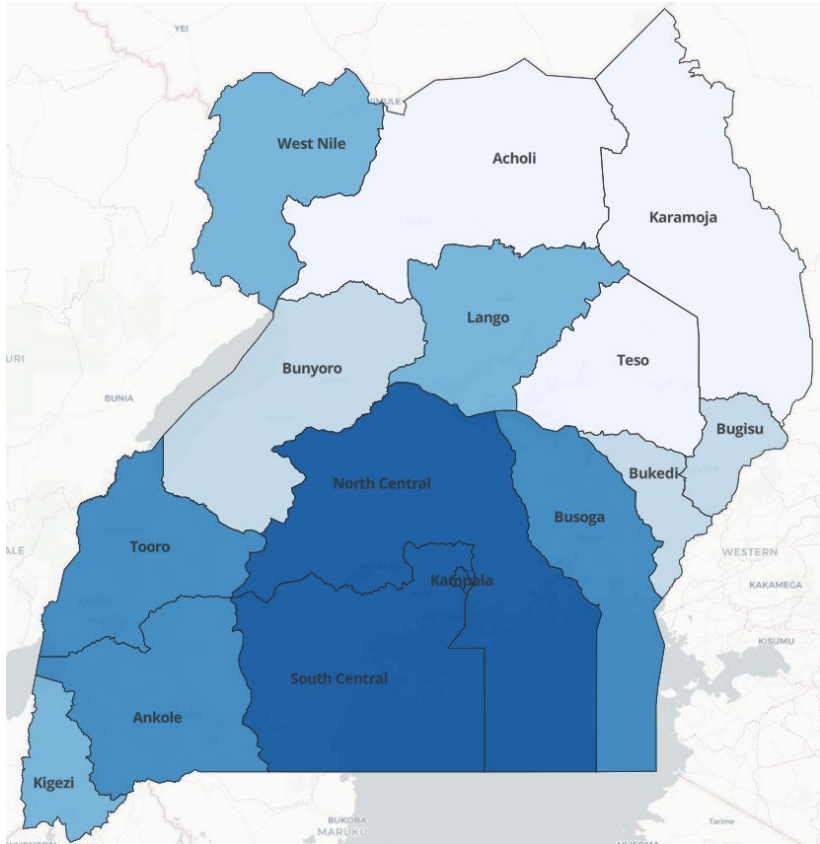 YEI
NIMULE
West Nile
Acholi
Karamoja
Lango
Bunyoro
Teso
BUNIA
Bugisu
Bukedi
North Central
Busoga
Tooro
WESTERN
Kampala
KAKAMEGA
KISUMU
South Central
Ankole
Kigezi
BUKOBA
MARUKU
Tarime